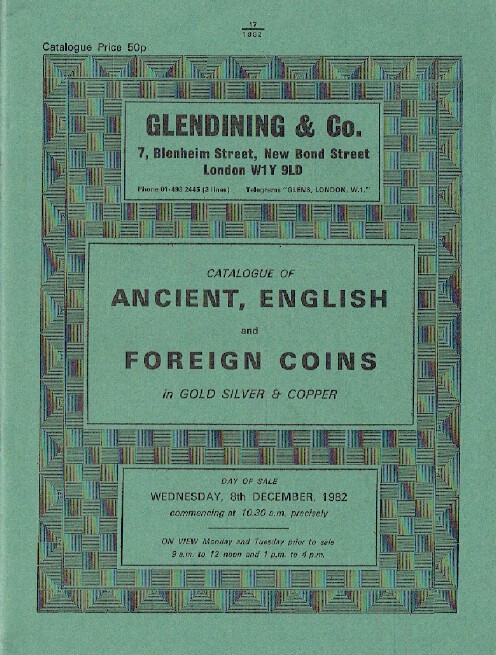 17
1982
Catalogue Price 50p
GLENDINING & Co.
7, Blenheim Street, New Bond Street
London W1Y 9LD
Phone 01-493 2445 (3 lines) Telegrams "GLENS, LONDON, W.1."
CATALOGUE OF
ANCIENT, ENGLISH
and
FOREIGN COINS
in GOLD SILVER & COPPER
DAY OF SALE
WEDNESDAY, 8th DECEMBER, 1982
commencing at 10.30 a.m. precisely
ON VIEW Monday and Tuesday prior to sale
9 a.m. to 12 noon and 1 p.m. to 4 p.m.